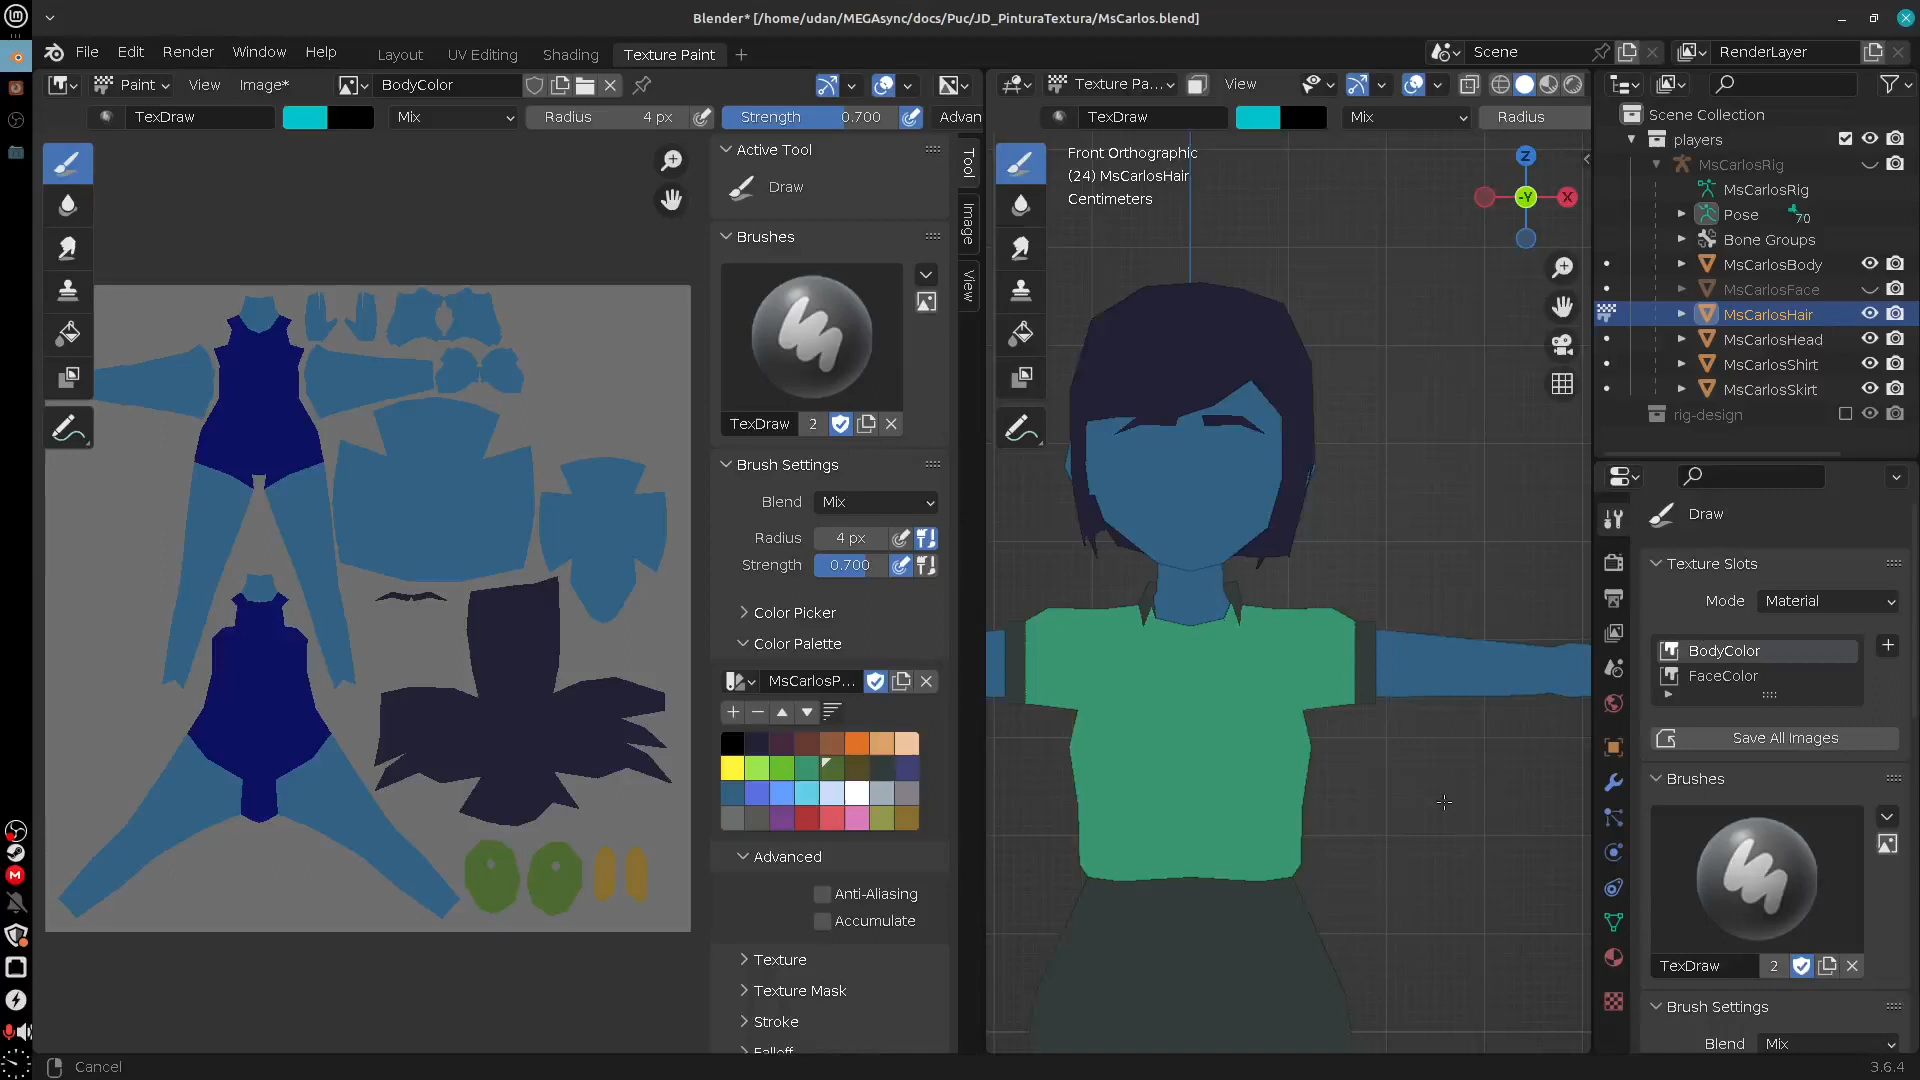 Blender* [/home/udan/MEGAsync/docs/Puc/JD_PinturaTextura/MsCarlos.blend]
File Edit Render Window Help Layout UV Editing Shading Texture Paint + Scene RenderLayer
Paint View Image* BodyColor Texture Pa... View
TexDraw Mix Radius 4 px Strength 0.700 Advan TexDraw Mix Radius
Tool
Image
View
Active Tool
Draw
Brushes
TexDraw 2
Brush Settings
Blend Mix
Radius 4 px
Strength 0.700
Color Picker
Color Palette
MsCarlosP...
Advanced
Anti-Aliasing
Accumulate
Texture
Texture Mask
Stroke
Falloff
Front Orthographic
(24) MsCarlosHair
Centimeters
Z
-Y
X
Scene Collection
players
MsCarlosRig
MsCarlosRig
Pose 70
Bone Groups
MsCarlosBody
MsCarlosFace
MsCarlosHair
MsCarlosHead
MsCarlosShirt
MsCarlosSkirt
rig-design
Draw
Texture Slots
Mode Material
BodyColor
FaceColor
Save All Images
Brushes
TexDraw 2
Brush Settings
Blend Mix
Cancel
3.6.4